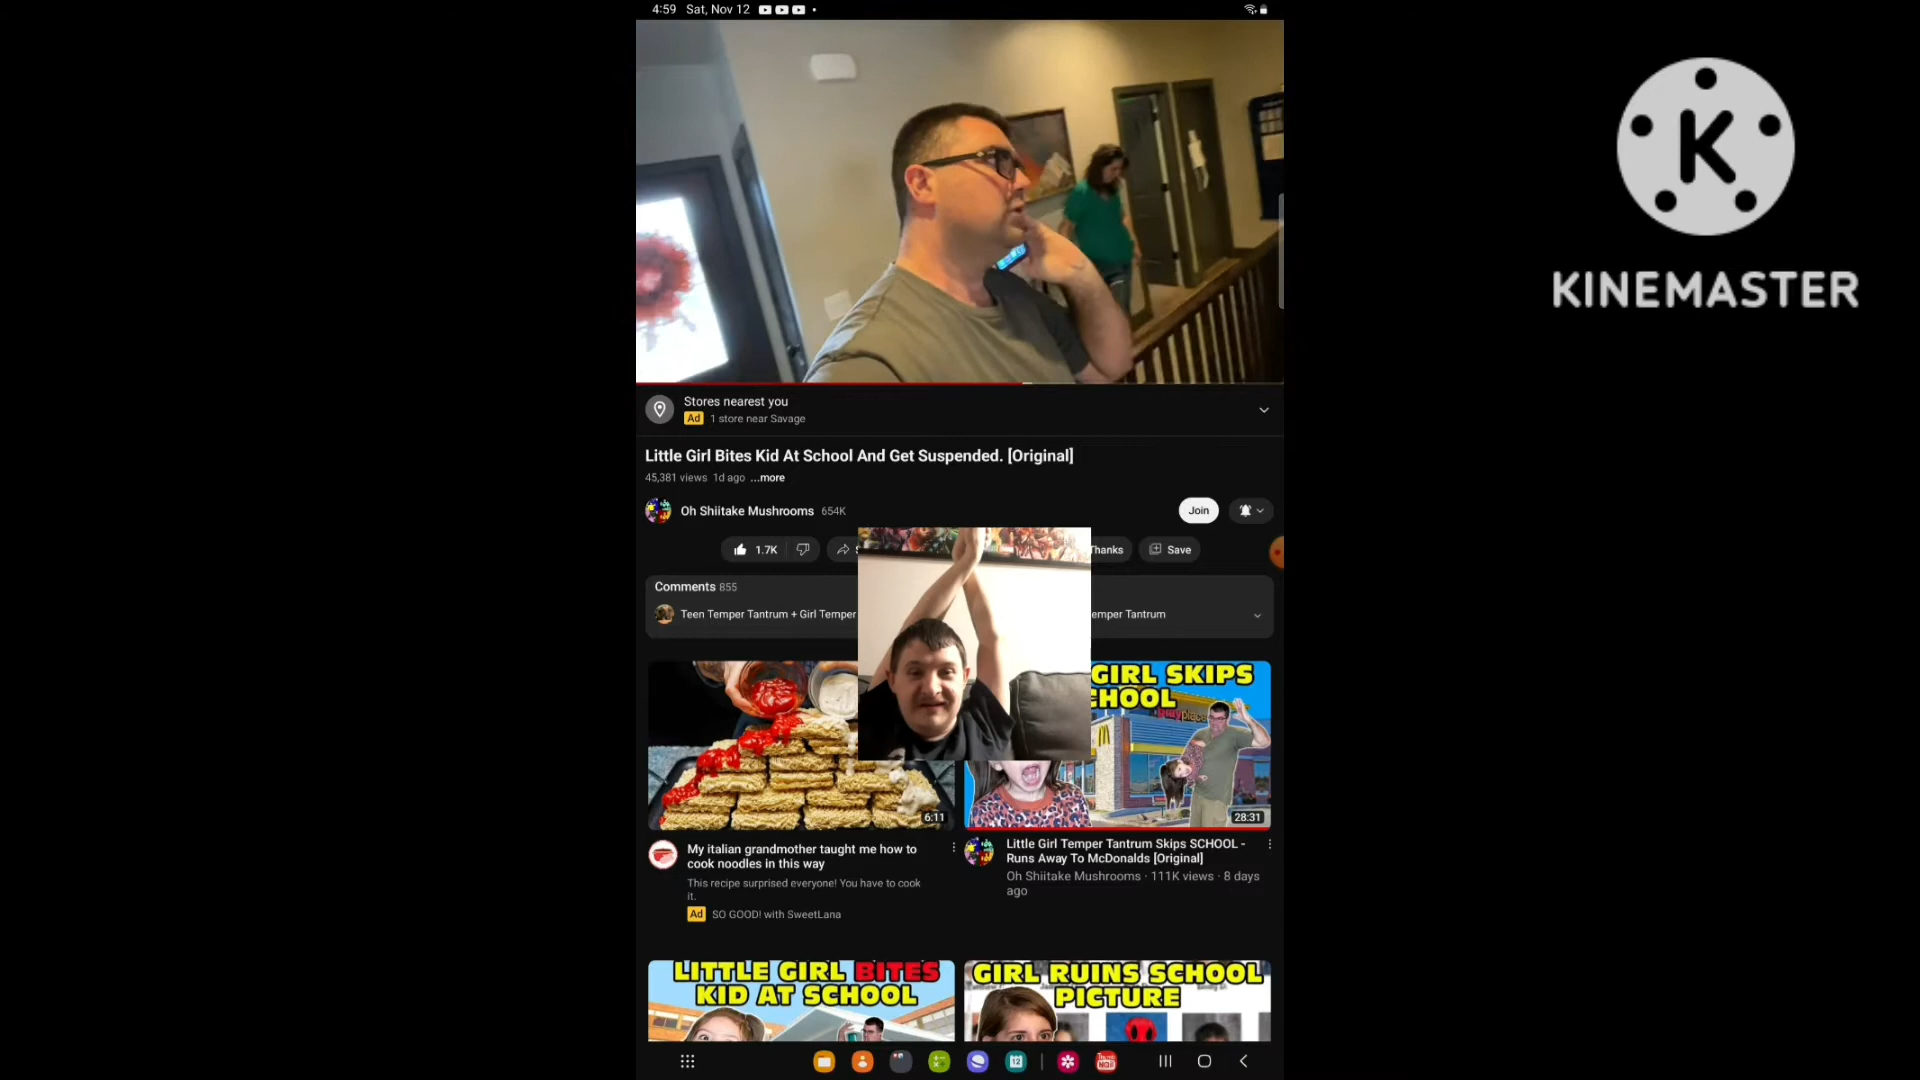 4:59 Sat, Nov 12
K
KINEMASTER
Stores nearest you
Ad 1 store near Savage
Little Girl Bites Kid At School And Get Suspended. [Original]
45,381 views 1d ago ...more
Oh Shiitake Mushrooms 654K
Join
1.7K
Thanks
Save
Comments 855
Teen Temper Tantrum + Girl Temper
emper Tantrum
GIRL SKIPS
CHOOL
6:11
28:31
My italian grandmother taught me how to
cook noodles in this way
This recipe surprised everyone! You have to cook
it.
Ad SO GOOD! with SweetLana
Little Girl Temper Tantrum Skips SCHOOL -
Runs Away To McDonalds [Original]
Oh Shiitake Mushrooms · 111K views · 8 days
ago
LITTLE GIRL BITES
KID AT SCHOOL
GIRL RUINS SCHOOL
PICTURE
12